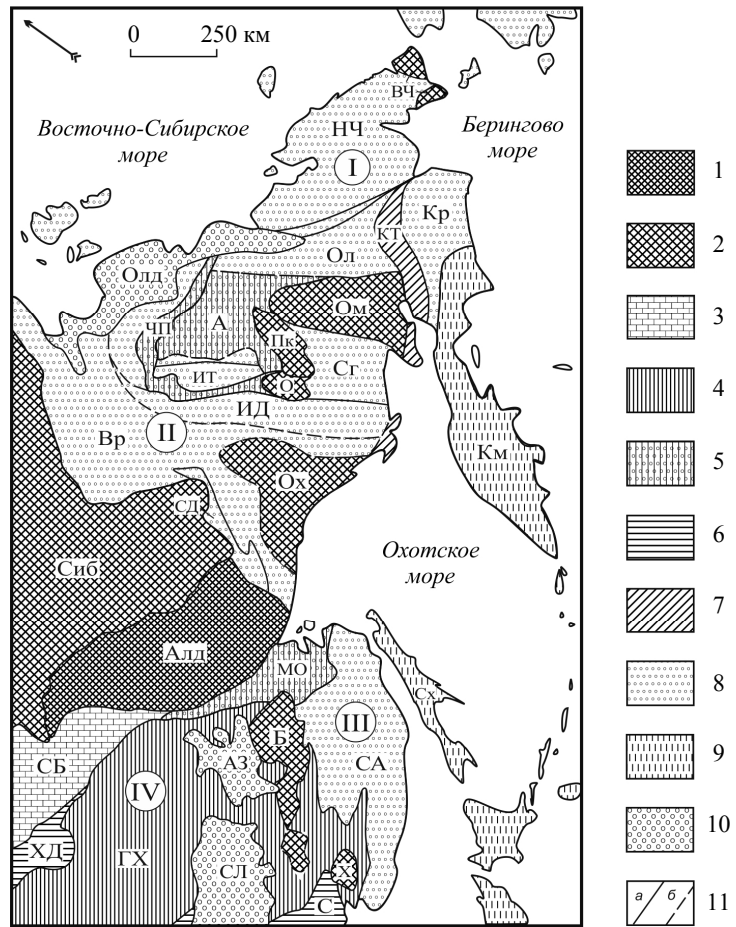 0 250 км
ВЧ
Восточно-Сибирское
море
Берингово
море
НЧ
I
Кр
КТ
Ол
Олд
Ом
ЧП
А
Пк
Сг
ИТ
О
ИД
Вр
II
Км
Ох
СД
Охотское
море
Сиб
Алд
МО
Сх
III
Б
СА
АЗ
СБ
IV
ХД
ГХ
СЛ
Х
С
1
2
3
4
5
6
7
8
9
10
а б 11